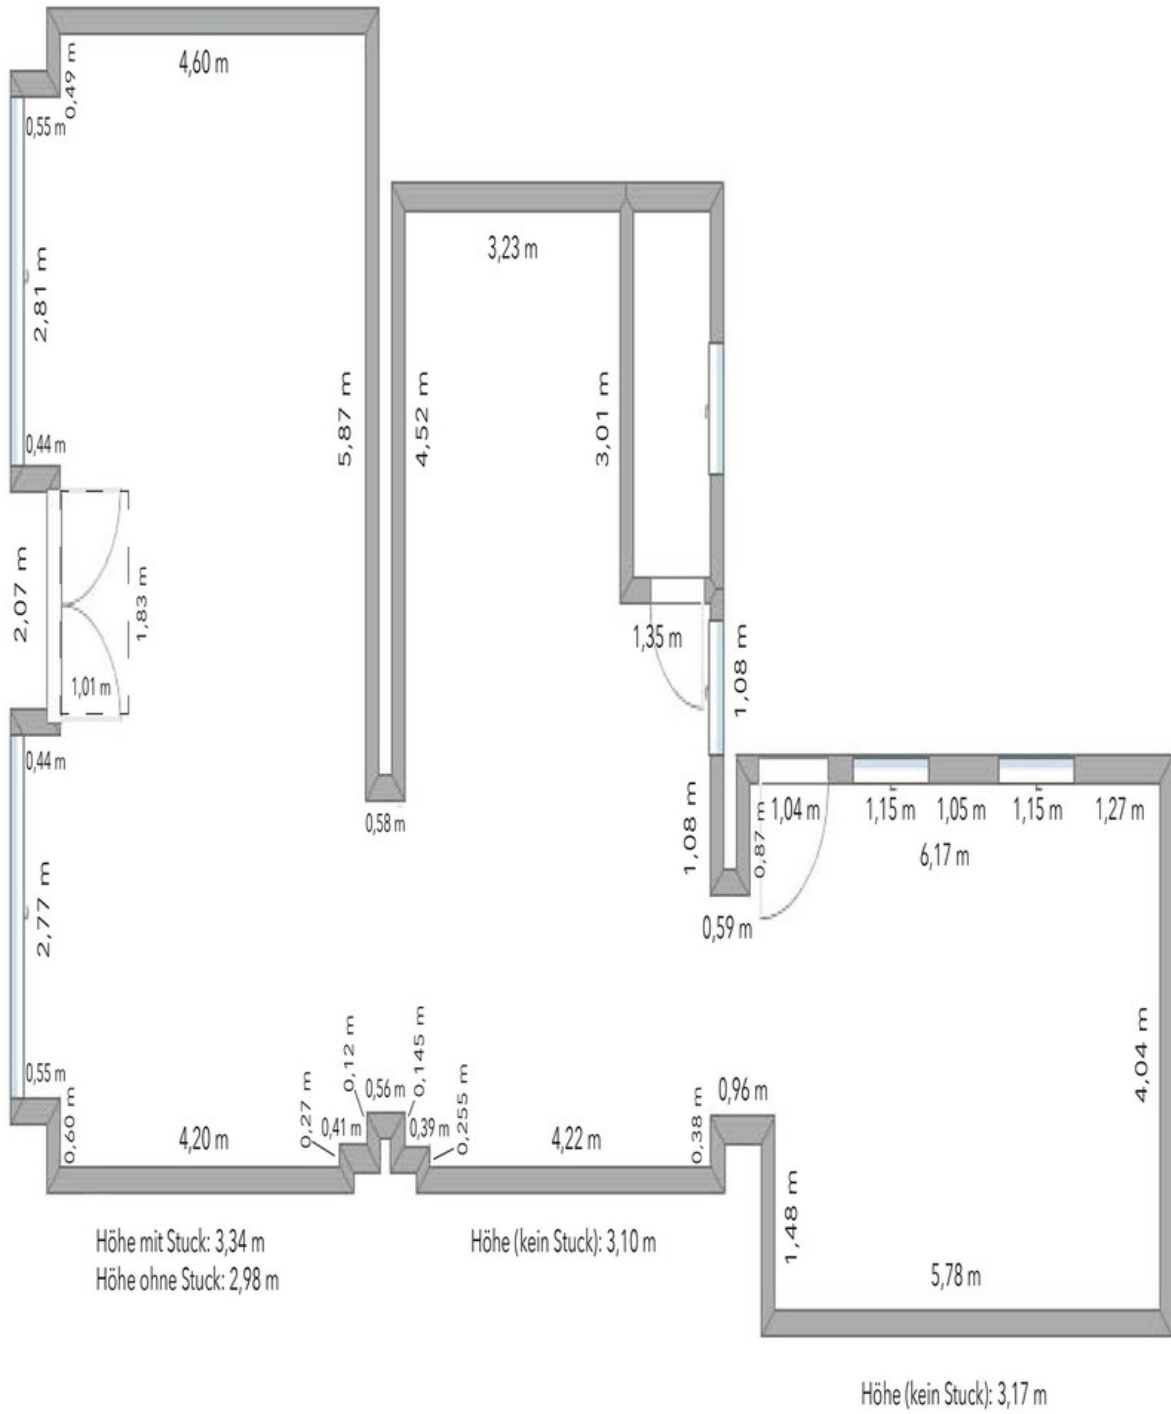 4,60 m
0,49 m
0,55 m
2,81 m
3,23 m
5,87 m
4,52 m
3,01 m
0,44 m
2,07 m
1,83 m
1,35 m
1,08 m
1,01 m
0,44 m
0,58 m
1,08 m
0,87 m
1,04 m
1,15 m
1,05 m
1,15 m
1,27 m
6,17 m
2,77 m
0,59 m
0,55 m
0,60 m
4,20 m
0,27 m
0,41 m
0,12 m
0,56 m
0,145 m
0,39 m
0,255 m
4,22 m
0,38 m
0,96 m
4,04 m
1,48 m
5,78 m
Höhe mit Stuck: 3,34 m
Höhe ohne Stuck: 2,98 m
Höhe (kein Stuck): 3,10 m
Höhe (kein Stuck): 3,17 m